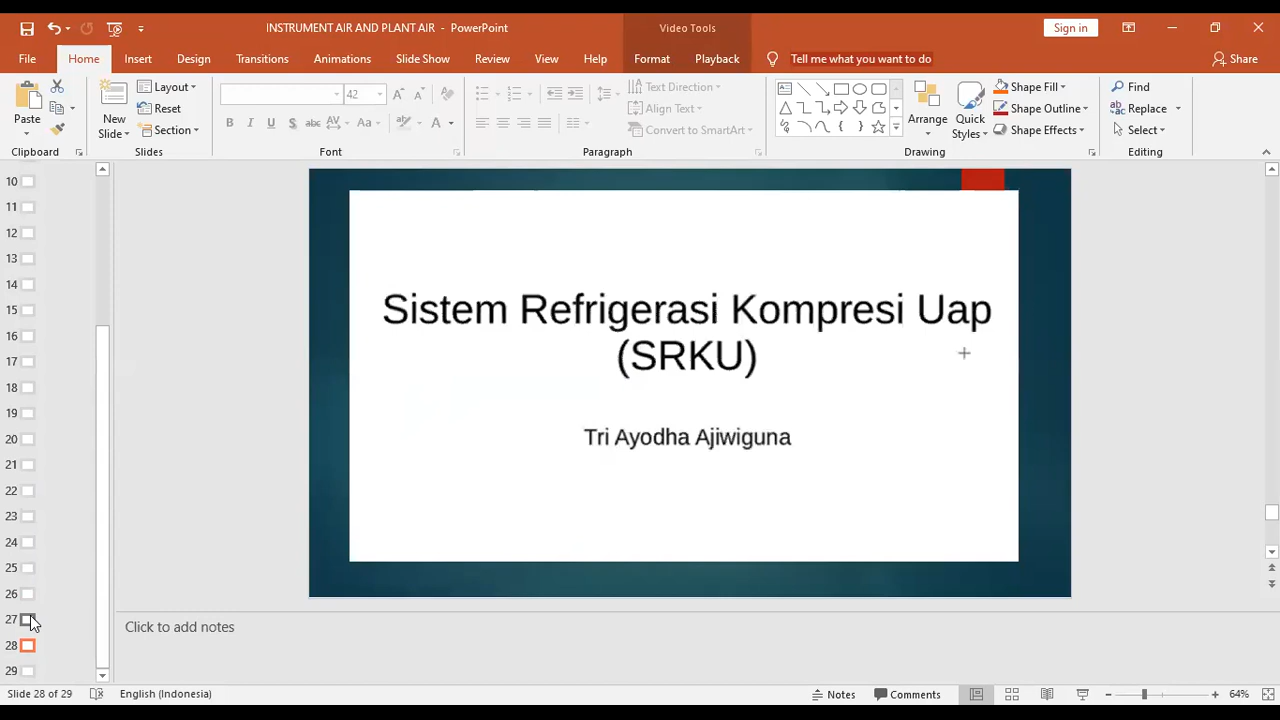 INSTRUMENT AIR AND PLANT AIR - PowerPoint
Video Tools
Sign in
File
Home
Insert
Design
Transitions
Animations
Slide Show
Review
View
Help
Format
Playback
Tell me what you want to do
Share
Paste
New Slide
Layout
Reset
Section
42
B I U S abc AV Aa
A
Text Direction
Align Text
Convert to SmartArt
Arrange
Quick Styles
Shape Fill
Shape Outline
Shape Effects
Find
Replace
Select
Clipboard
Slides
Font
Paragraph
Drawing
Editing
10
11
12
13
14
15
16
17
18
19
20
21
22
23
24
25
26
27
28
29
Sistem Refrigerasi Kompresi Uap
(SRKU)
Tri Ayodha Ajiwiguna
Click to add notes
Slide 28 of 29
English (Indonesia)
Notes
Comments
64%